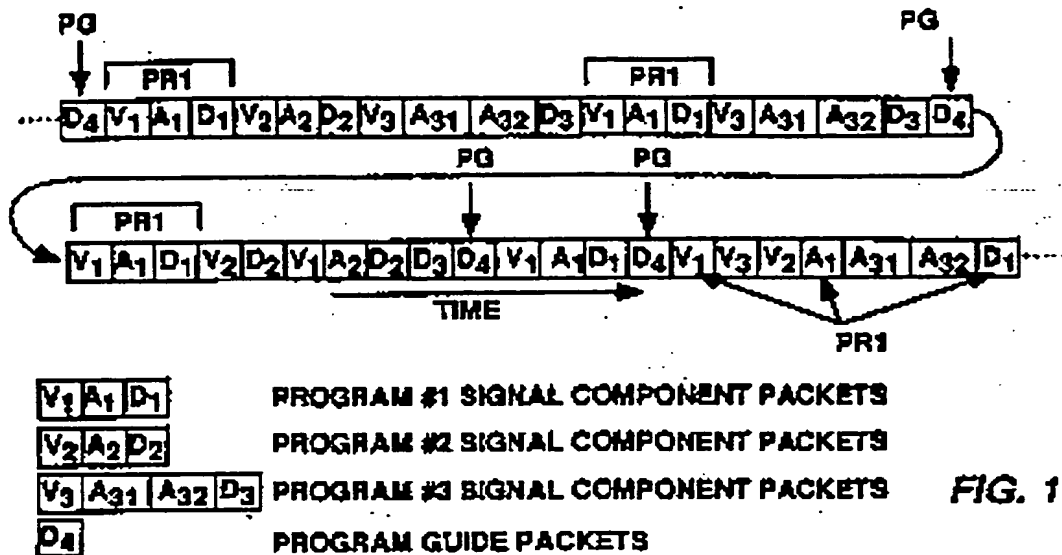 PG PG
PR1 PR1
D4 V1 A1 D1 V2 A2 D2 V3 A31 A32 D3 V1 A1 D1 V3 A31 A32 D3 D4
PG PG
PR1
V1 A1 D1 V2 D2 V1 A2 D2 D3 D4 V1 A1 D1 D4 V1 V3 V2 A1 A31 A32 D1
TIME
PR1
V1 A1 D1 PROGRAM #1 SIGNAL COMPONENT PACKETS
V2 A2 D2 PROGRAM #2 SIGNAL COMPONENT PACKETS
V3 A31 A32 D3 PROGRAM #3 SIGNAL COMPONENT PACKETS
FIG. 1
D4 PROGRAM GUIDE PACKETS